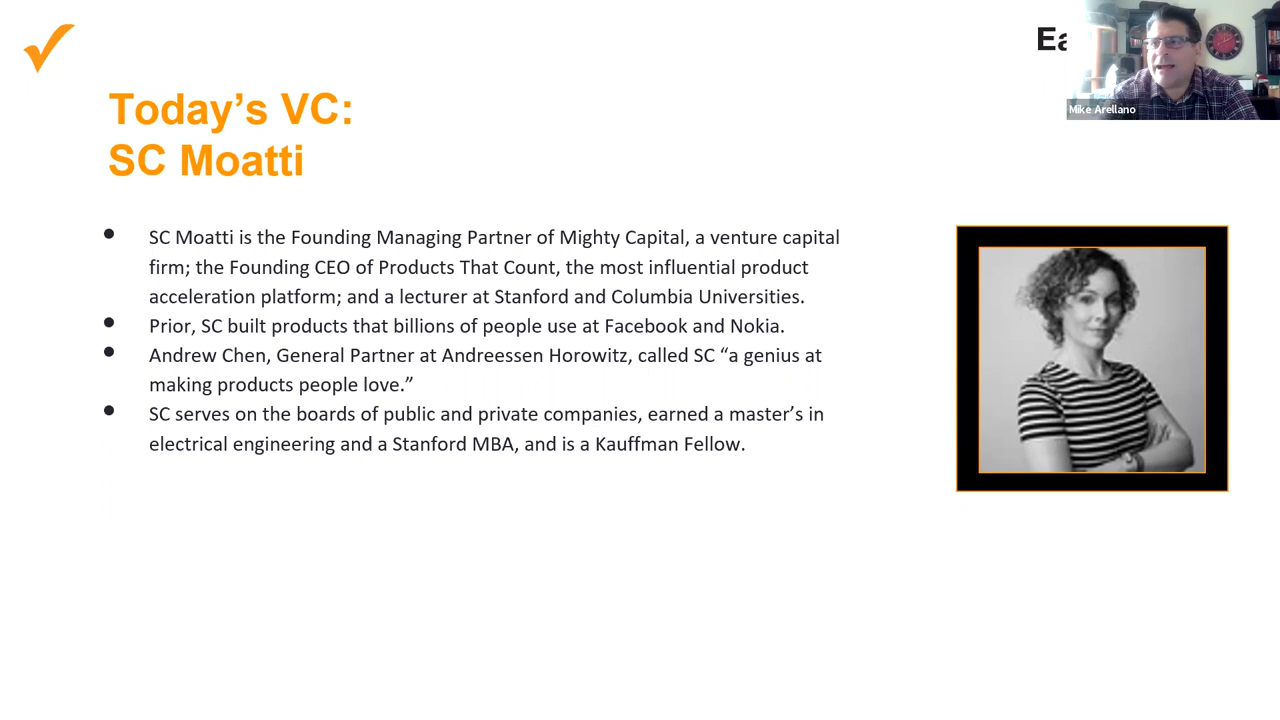 Today’s VC:
SC Moatti
Mike Arellano
• SC Moatti is the Founding Managing Partner of Mighty Capital, a venture capital
firm; the Founding CEO of Products That Count, the most influential product
acceleration platform; and a lecturer at Stanford and Columbia Universities.
• Prior, SC built products that billions of people use at Facebook and Nokia.
• Andrew Chen, General Partner at Andreessen Horowitz, called SC “a genius at
making products people love.”
• SC serves on the boards of public and private companies, earned a master’s in
electrical engineering and a Stanford MBA, and is a Kauffman Fellow.